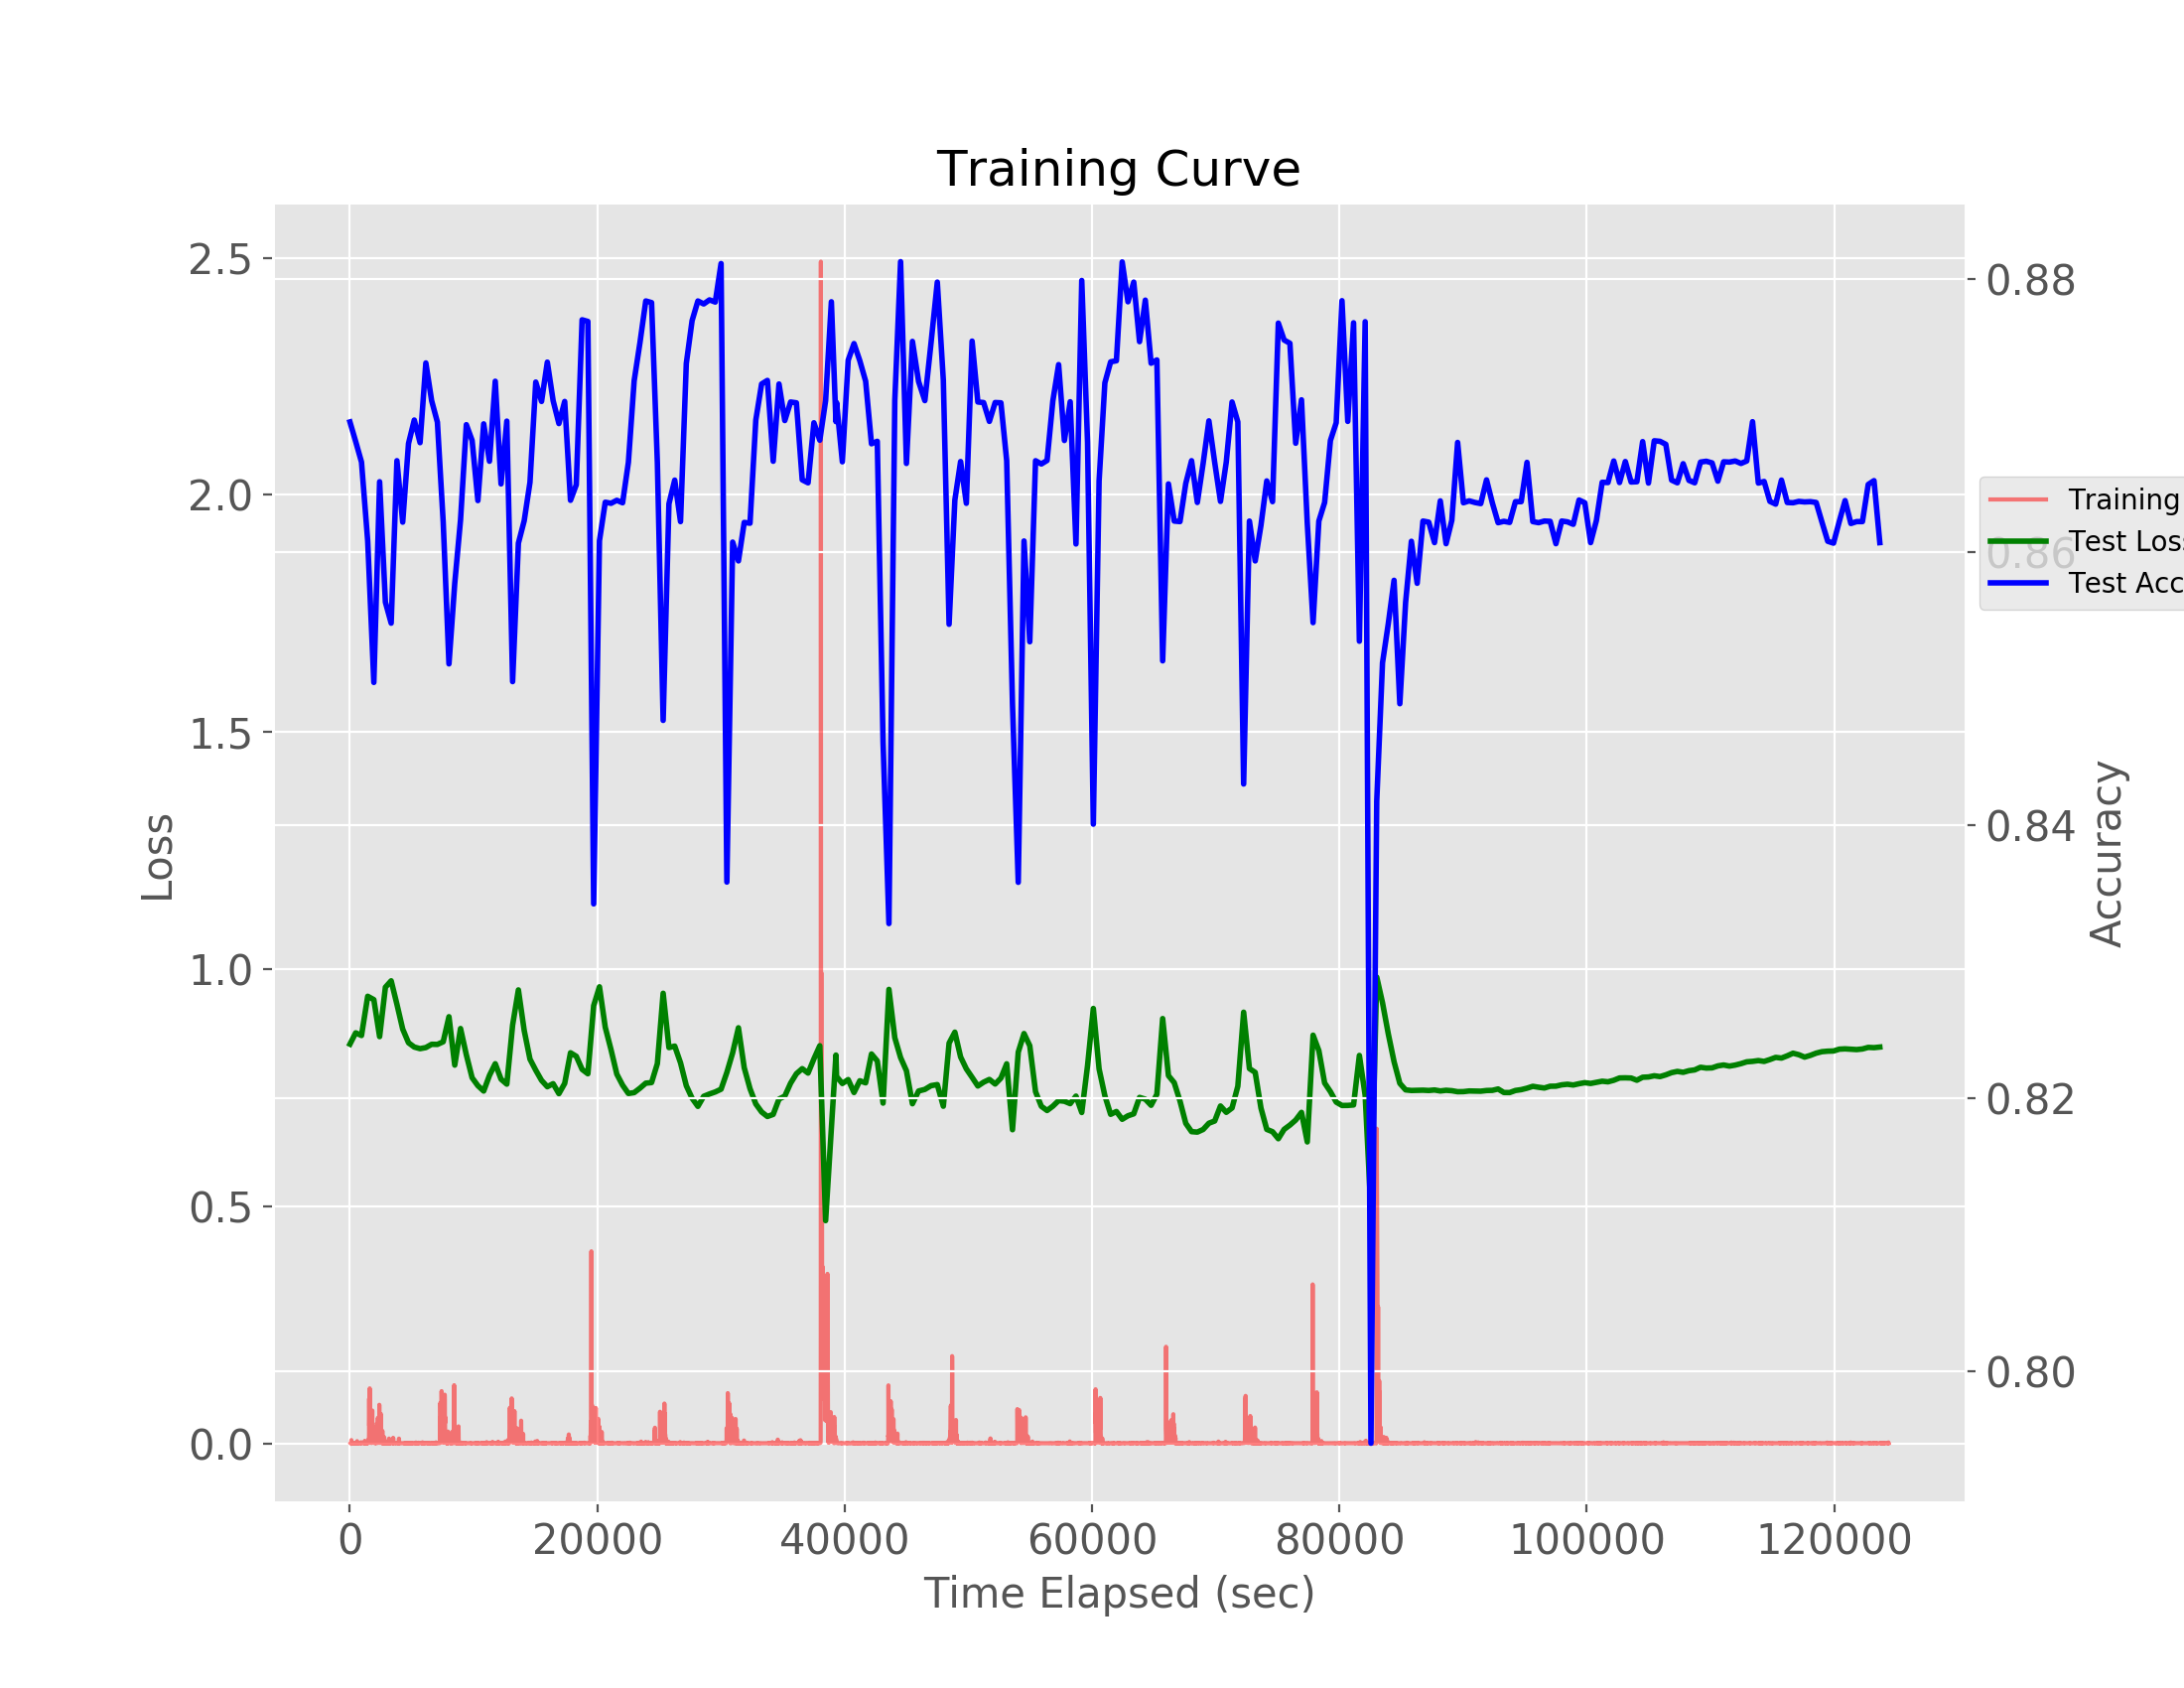 Training Curve
2.5
2.0
1.5
1.0
0.5
0.0
Loss
0.88
0.86
0.84
0.82
0.80
Accuracy
Training
Test Los
Test Acc
0 20000 40000 60000 80000 100000 120000
Time Elapsed (sec)